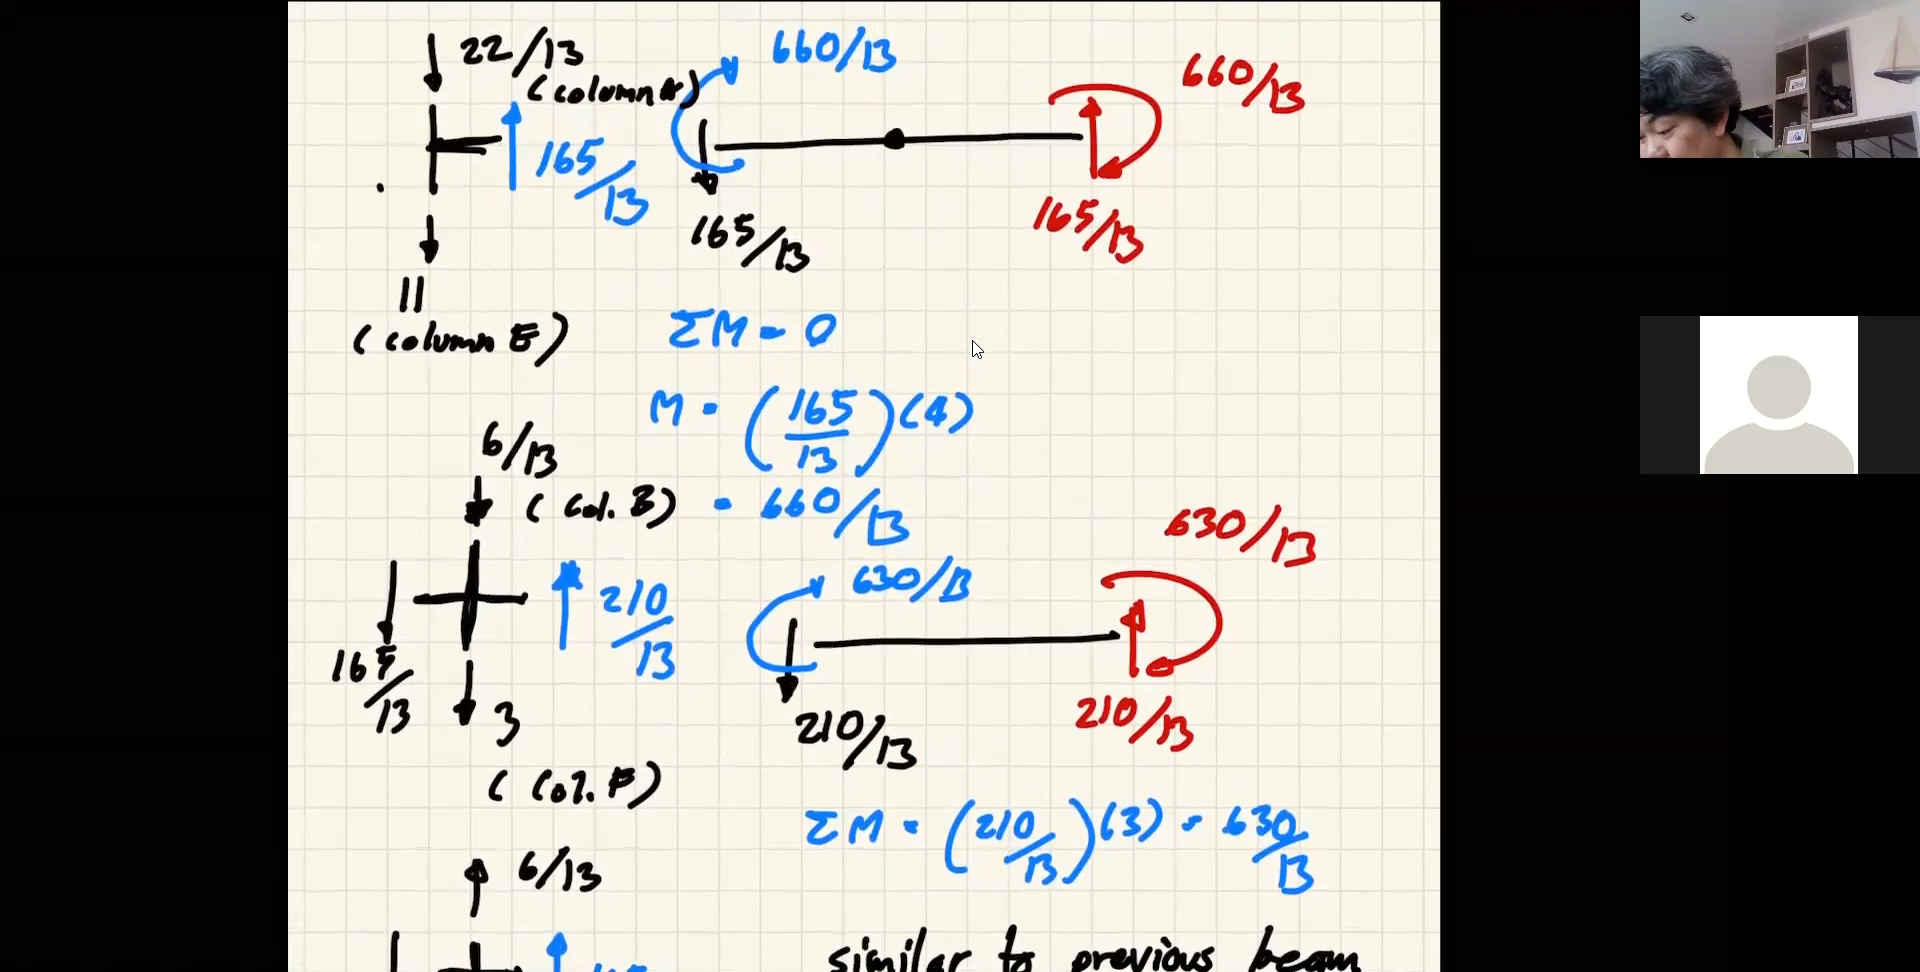 22/13
(column A)
165/13
660/13
165/13
660/13
165/13
11
(column E)
ΣM = 0
M = (165/13)(4)
= 660/13
6/13
(Col. B)
165/13
210/13
3
(Col. F)
630/13
210/13
630/13
210/13
ΣM = (210/13)(3) = 630/13
6/13
similar to previous beam